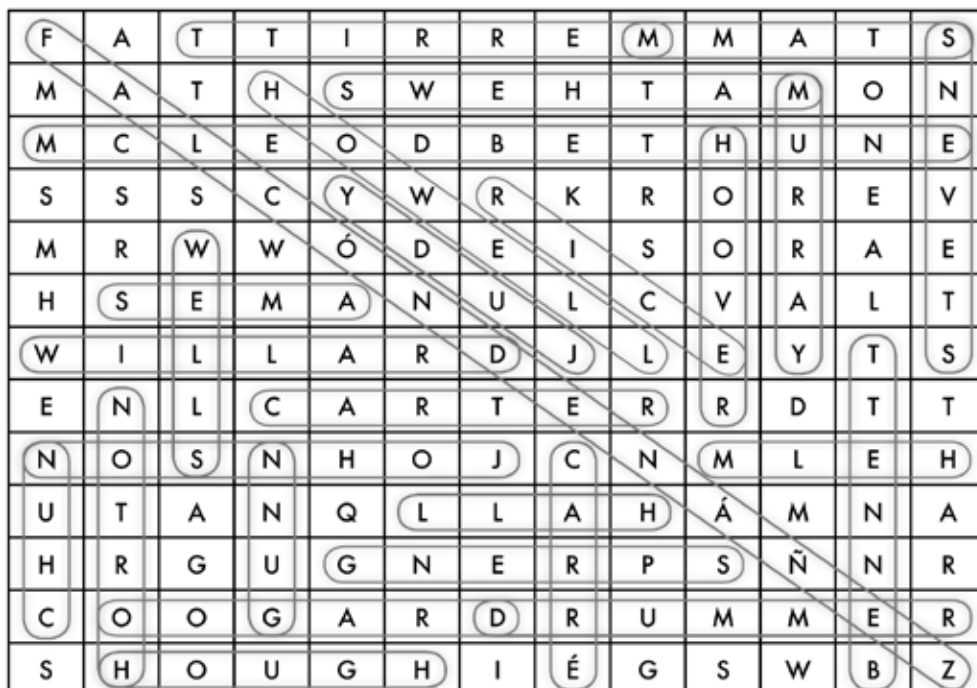 F A T T I R R E M M A T S
M A T H S W E H T A M O N
M C L E O D B E T H U N E
S S S C Y W R K R O R E V
M R W W Ó D E I S O R A E
H S E M A N U L C V A L T
W I L L A R D J L E Y T S
E N L C A R T E R R D T T
N O S N H O J C N M L E H
U T A N Q L L A H Á M N A
H R G U G N E R P S Ñ N R
C O O G A R D R U M M E R
S H O U G H I É G S W B Z